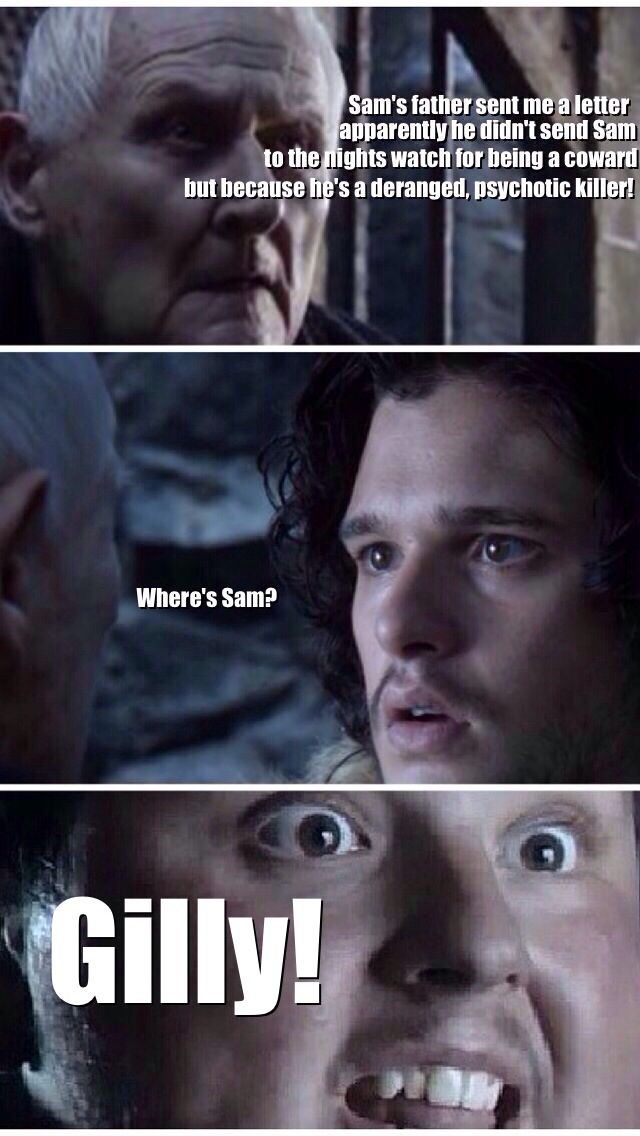 Sam's father sent me a letter
apparently he didn't send Sam
to the nights watch for being a coward
but because he's a deranged, psychotic killer!
Where's Sam?
Gilly!